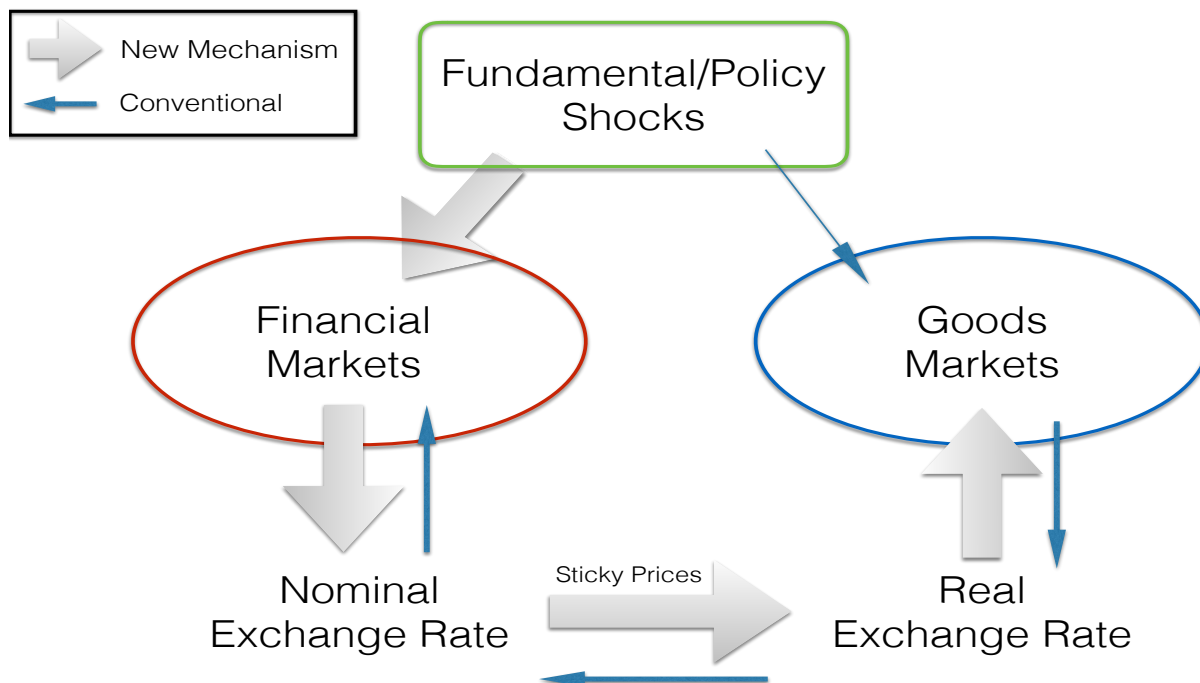 New Mechanism
Conventional
Fundamental/Policy
Shocks
Financial
Markets
Goods
Markets
Sticky Prices
Nominal
Exchange Rate
Real
Exchange Rate